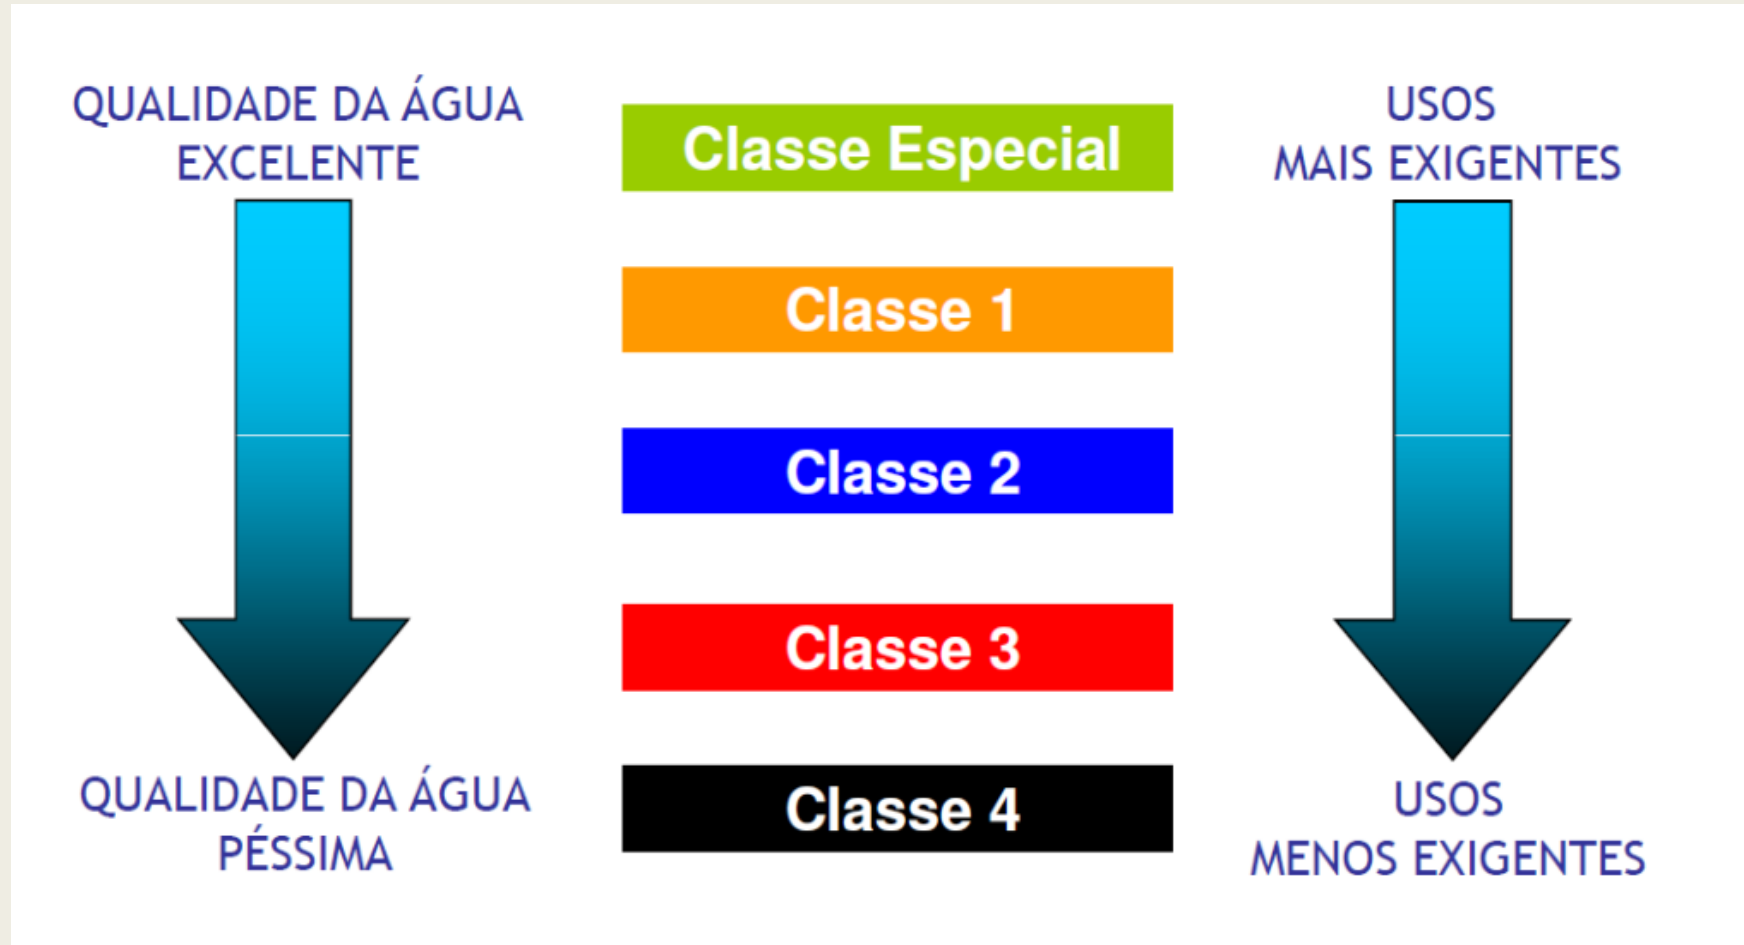 QUALIDADE DA ÁGUA
EXCELENTE
Classe Especial
USOS
MAIS EXIGENTES
Classe 1
Classe 2
Classe 3
Classe 4
QUALIDADE DA ÁGUA
PÉSSIMA
USOS
MENOS EXIGENTES